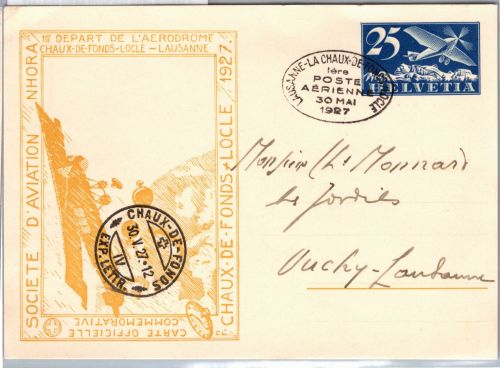 1er DEPART DE L'AERODROME
CHAUX-DE-FONDS-LOCLE - LAUSANNE
SOCIETE D'AVIATION NHORA
CHAUX-DE-FONDS-LOCLE 1927.
CARTE OFFICIELLE
COMMEMORATIVE
CHAUX-DE-FONDS
30.V.27.-12
IV
EXP. LETTR.
LAUSANNE-LA CHAUX-DE-FONDS-LOCLE
1ère
POSTE
AÉRIENNE
30 MAI
1927
25
HELVETIA
Monsieur Ch. Monnard
Les Jordils
Ouchy-Lausanne